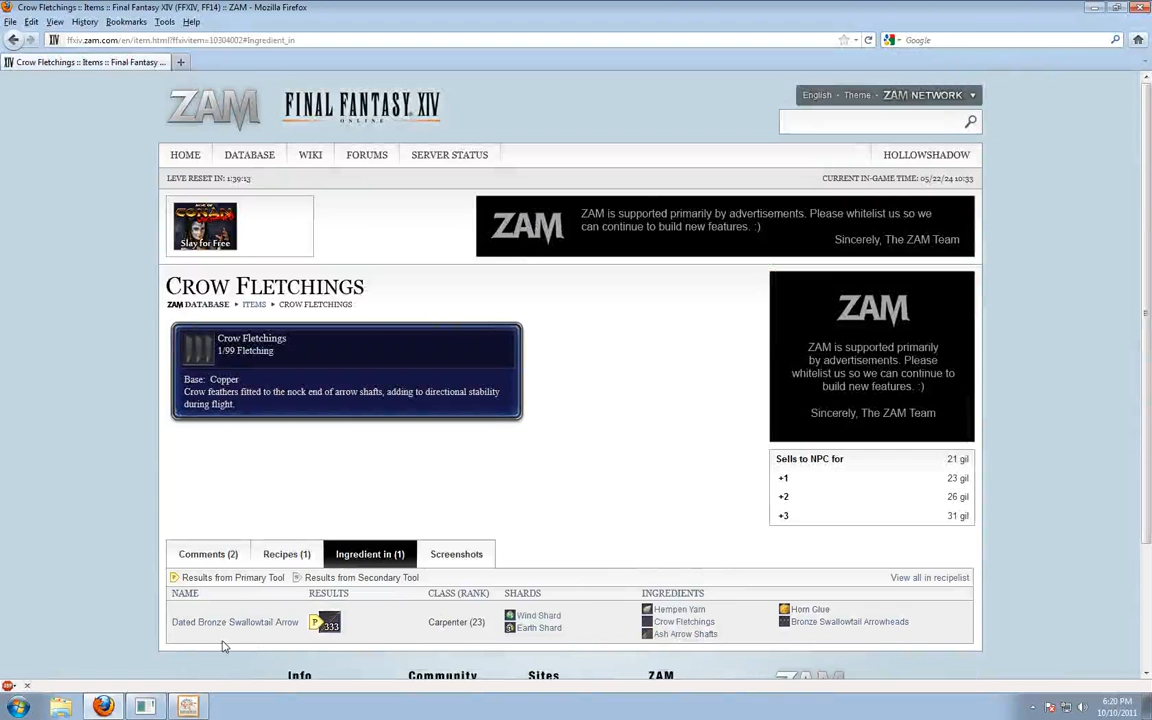 Crow Fletchings :: Items :: Final Fantasy XIV (FFXIV, FF14) :: ZAM - Mozilla Firefox
File Edit View History Bookmarks Tools Help
XIV ffxiv.zam.com/en/item.html?ffxivitem=10304002#Ingredient_in
Google
XIV Crow Fletchings :: Items :: Final Fantasy ...
ZAM FINAL FANTASY XIV ONLINE
English · Theme · ZAM NETWORK ▼
HOME DATABASE WIKI FORUMS SERVER STATUS HOLLOWSHADOW
LEVE RESET IN: 1:39:13
CURRENT IN-GAME TIME: 05/22/24 10:33
CONAN
Slay for Free
ZAM
ZAM is supported primarily by advertisements. Please whitelist us so we
can continue to build new features. :)
Sincerely, The ZAM Team
CROW FLETCHINGS
ZAM DATABASE ▸ ITEMS ▸ CROW FLETCHINGS
Crow Fletchings
1/99 Fletching
Base: Copper
Crow feathers fitted to the nock end of arrow shafts, adding to directional stability
during flight.
ZAM
ZAM is supported primarily
by advertisements. Please
whitelist us so we can continue to
build new features. :)
Sincerely, The ZAM Team
Sells to NPC for 21 gil
+1 23 gil
+2 26 gil
+3 31 gil
Comments (2) Recipes (1) Ingredient in (1) Screenshots
P Results from Primary Tool Results from Secondary Tool View all in recipelist
NAME RESULTS CLASS (RANK) SHARDS INGREDIENTS
Dated Bronze Swallowtail Arrow P 333 Carpenter (23)
Wind Shard
Earth Shard
Hempen Yarn
Crow Fletchings
Ash Arrow Shafts
Horn Glue
Bronze Swallowtail Arrowheads
Info Community Sites ZAM
6:20 PM
10/10/2011